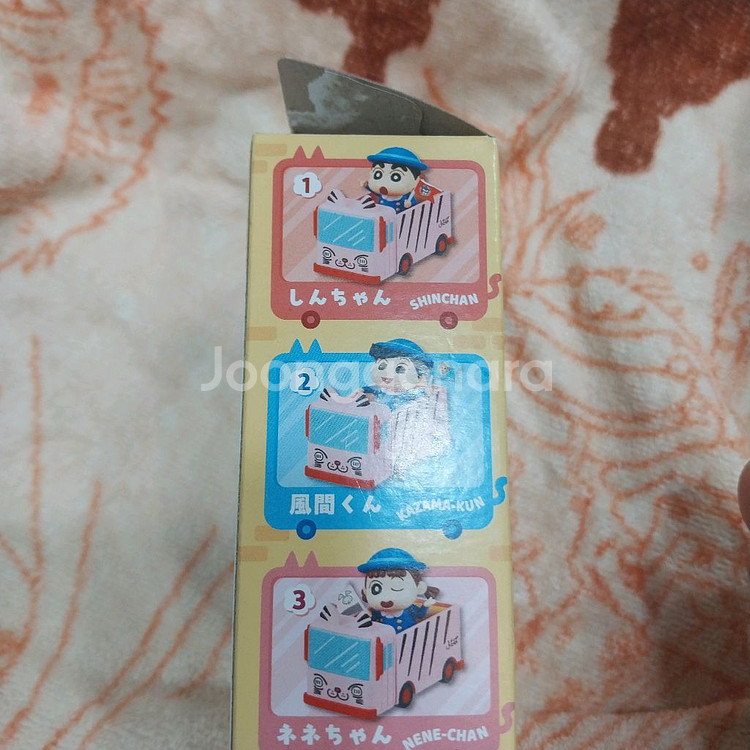 1
しんちゃん SHINCHAN
Joonggonara
2
風間くん KAZAMA-KUN
3
ネネちゃん NENE-CHAN